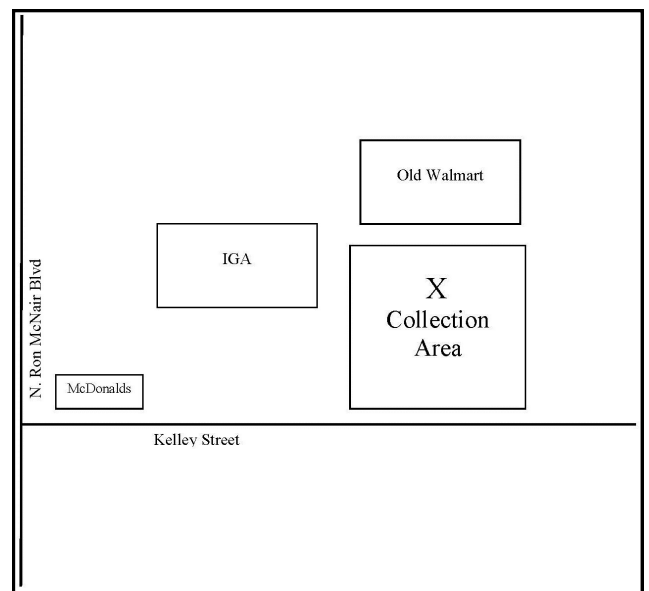 Old Walmart
IGA
X
Collection
Area
N. Ron McNair Blvd
McDonalds
Kelley Street